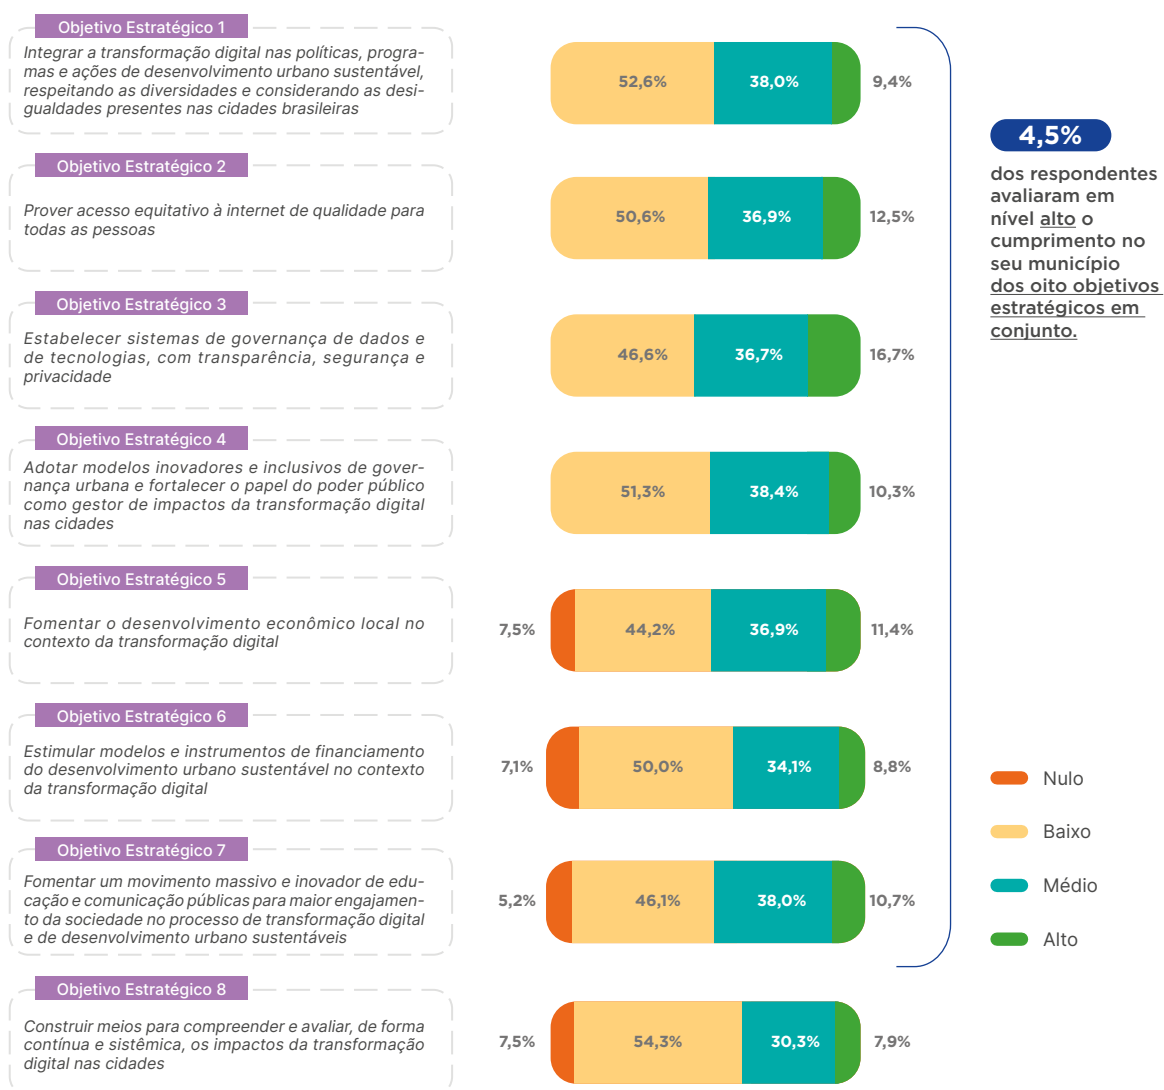 Objetivo Estratégico 1
Integrar a transformação digital nas políticas, progra-
mas e ações de desenvolvimento urbano sustentável,
respeitando as diversidades e considerando as desi-
gualdades presentes nas cidades brasileiras
52,6%
38,0%
9,4%
Objetivo Estratégico 2
Prover acesso equitativo à internet de qualidade para
todas as pessoas
50,6%
36,9%
12,5%
Objetivo Estratégico 3
Estabelecer sistemas de governança de dados e
de tecnologias, com transparência, segurança e
privacidade
46,6%
36,7%
16,7%
Objetivo Estratégico 4
Adotar modelos inovadores e inclusivos de gover-
nança urbana e fortalecer o papel do poder público
como gestor de impactos da transformação digital
nas cidades
51,3%
38,4%
10,3%
Objetivo Estratégico 5
Fomentar o desenvolvimento econômico local no
contexto da transformação digital
7,5%
44,2%
36,9%
11,4%
Objetivo Estratégico 6
Estimular modelos e instrumentos de financiamento
do desenvolvimento urbano sustentável no contexto
da transformação digital
7,1%
50,0%
34,1%
8,8%
Objetivo Estratégico 7
Fomentar um movimento massivo e inovador de edu-
cação e comunicação públicas para maior engajamen-
to da sociedade no processo de transformação digital
e de desenvolvimento urbano sustentáveis
5,2%
46,1%
38,0%
10,7%
Objetivo Estratégico 8
Construir meios para compreender e avaliar, de forma
contínua e sistêmica, os impactos da transformação
digital nas cidades
7,5%
54,3%
30,3%
7,9%
4,5%
dos respondentes
avaliaram em
nível alto o
cumprimento no
seu município
dos oito objetivos
estratégicos em
conjunto.
Nulo
Baixo
Médio
Alto